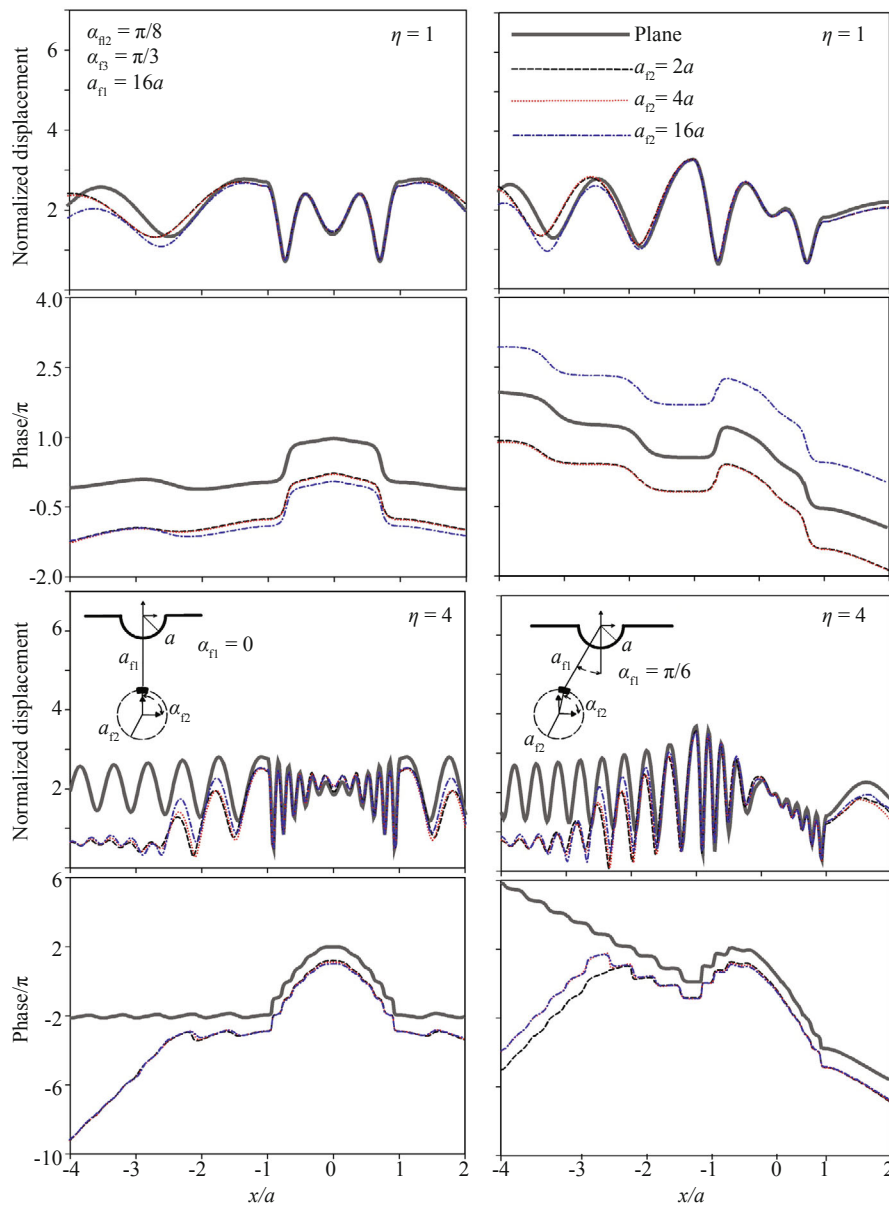 α_fl2 = π/8
α_f3 = π/3
a_f1 = 16a
η = 1
Normalized displacement
6
4
2
η = 1
Plane
a_f2 = 2a
a_f2 = 4a
a_f2 = 16a
Phase/π
4.0
2.5
1.0
-0.5
-2.0
Normalized displacement
6
4
2
η = 4
a
a_f1
α_f1 = 0
α_f2
a_f2
η = 4
a
a_f1
α_f1 = π/6
α_f2
a_f2
Phase/π
6
2
-2
-6
-10
-4 -3 -2 -1 0 1 2
x/a
-4 -3 -2 -1 0 1 2
x/a